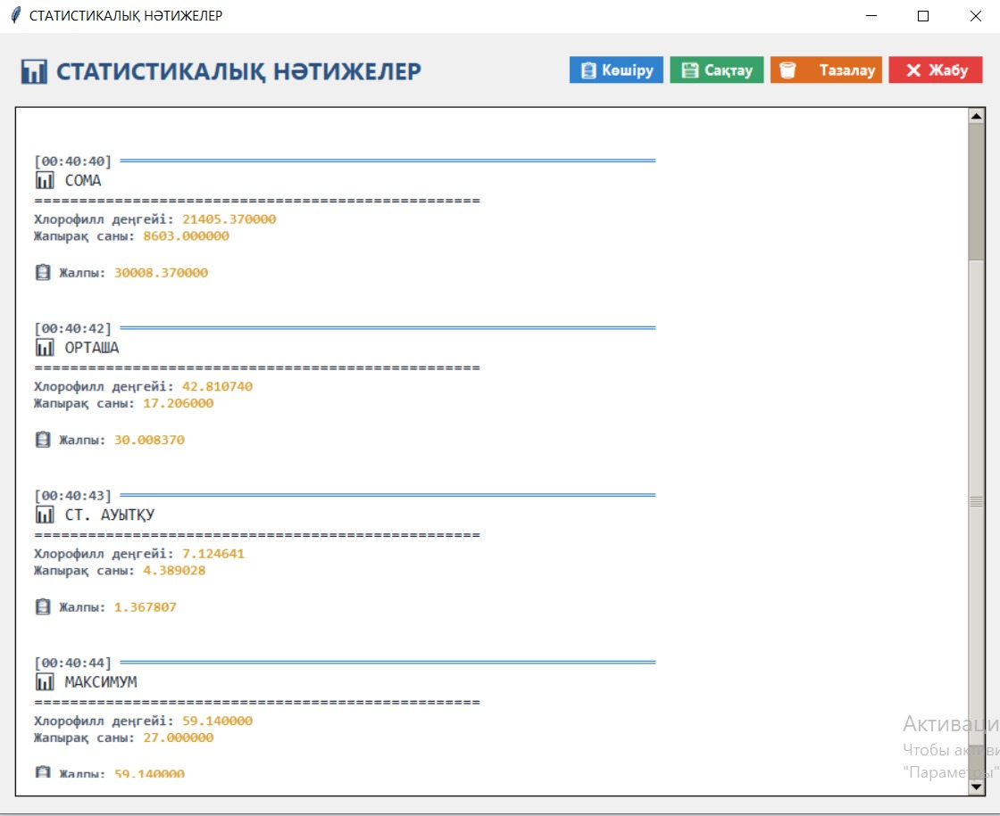 СТАТИСТИКАЛЫҚ НӘТИЖЕЛЕР
СТАТИСТИКАЛЫҚ НӘТИЖЕЛЕР
Көшіру
Сақтау
Тазалау
Жабу
[00:40:40]
СОМА
==================================================
Хлорофилл деңгейі: 21405.370000
Жапырақ саны: 8603.000000
Жалпы: 30008.370000
[00:40:42]
ОРТАША
==================================================
Хлорофилл деңгейі: 42.810740
Жапырақ саны: 17.206000
Жалпы: 30.008370
[00:40:43]
СТ. АУЫТҚУ
==================================================
Хлорофилл деңгейі: 7.124641
Жапырақ саны: 4.389028
Жалпы: 1.367807
[00:40:44]
МАКСИМУМ
==================================================
Хлорофилл деңгейі: 59.140000
Жапырақ саны: 27.000000
Жалпы: 59.140000
Активаци
Чтобы активи
"Параметры"